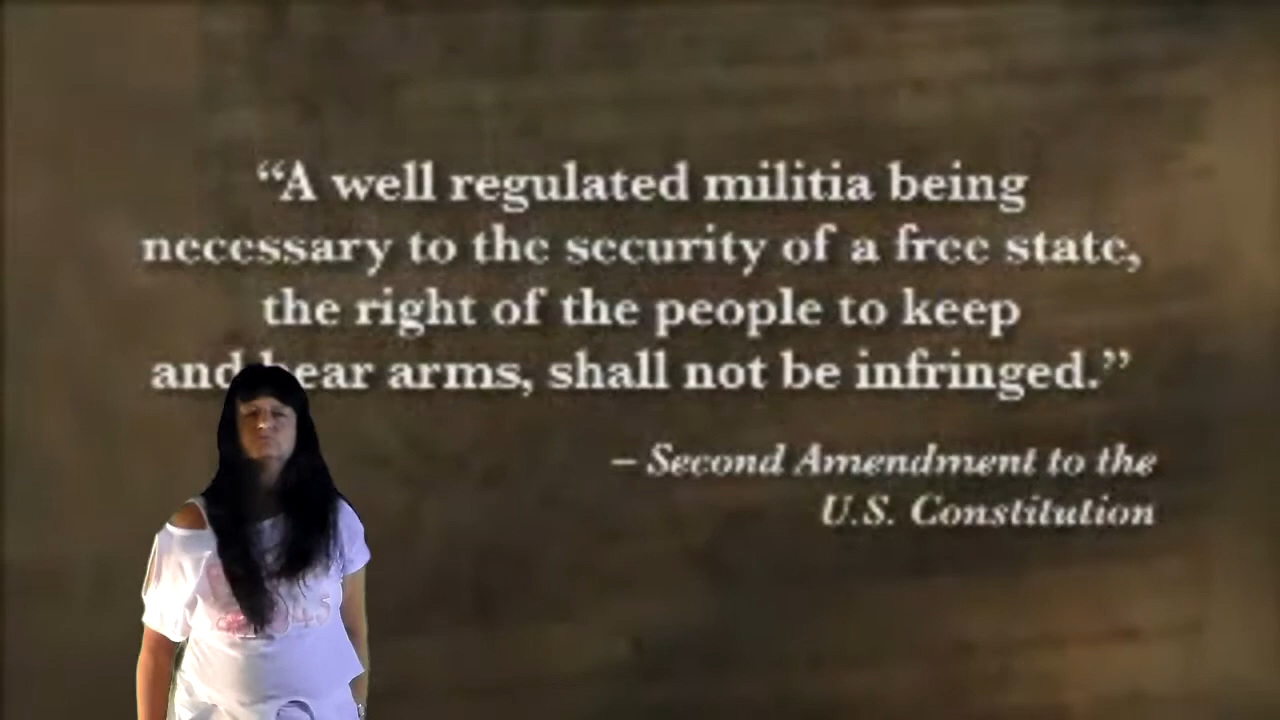 “A well regulated militia being
necessary to the security of a free state,
the right of the people to keep
and bear arms, shall not be infringed.”
– Second Amendment to the
U.S. Constitution